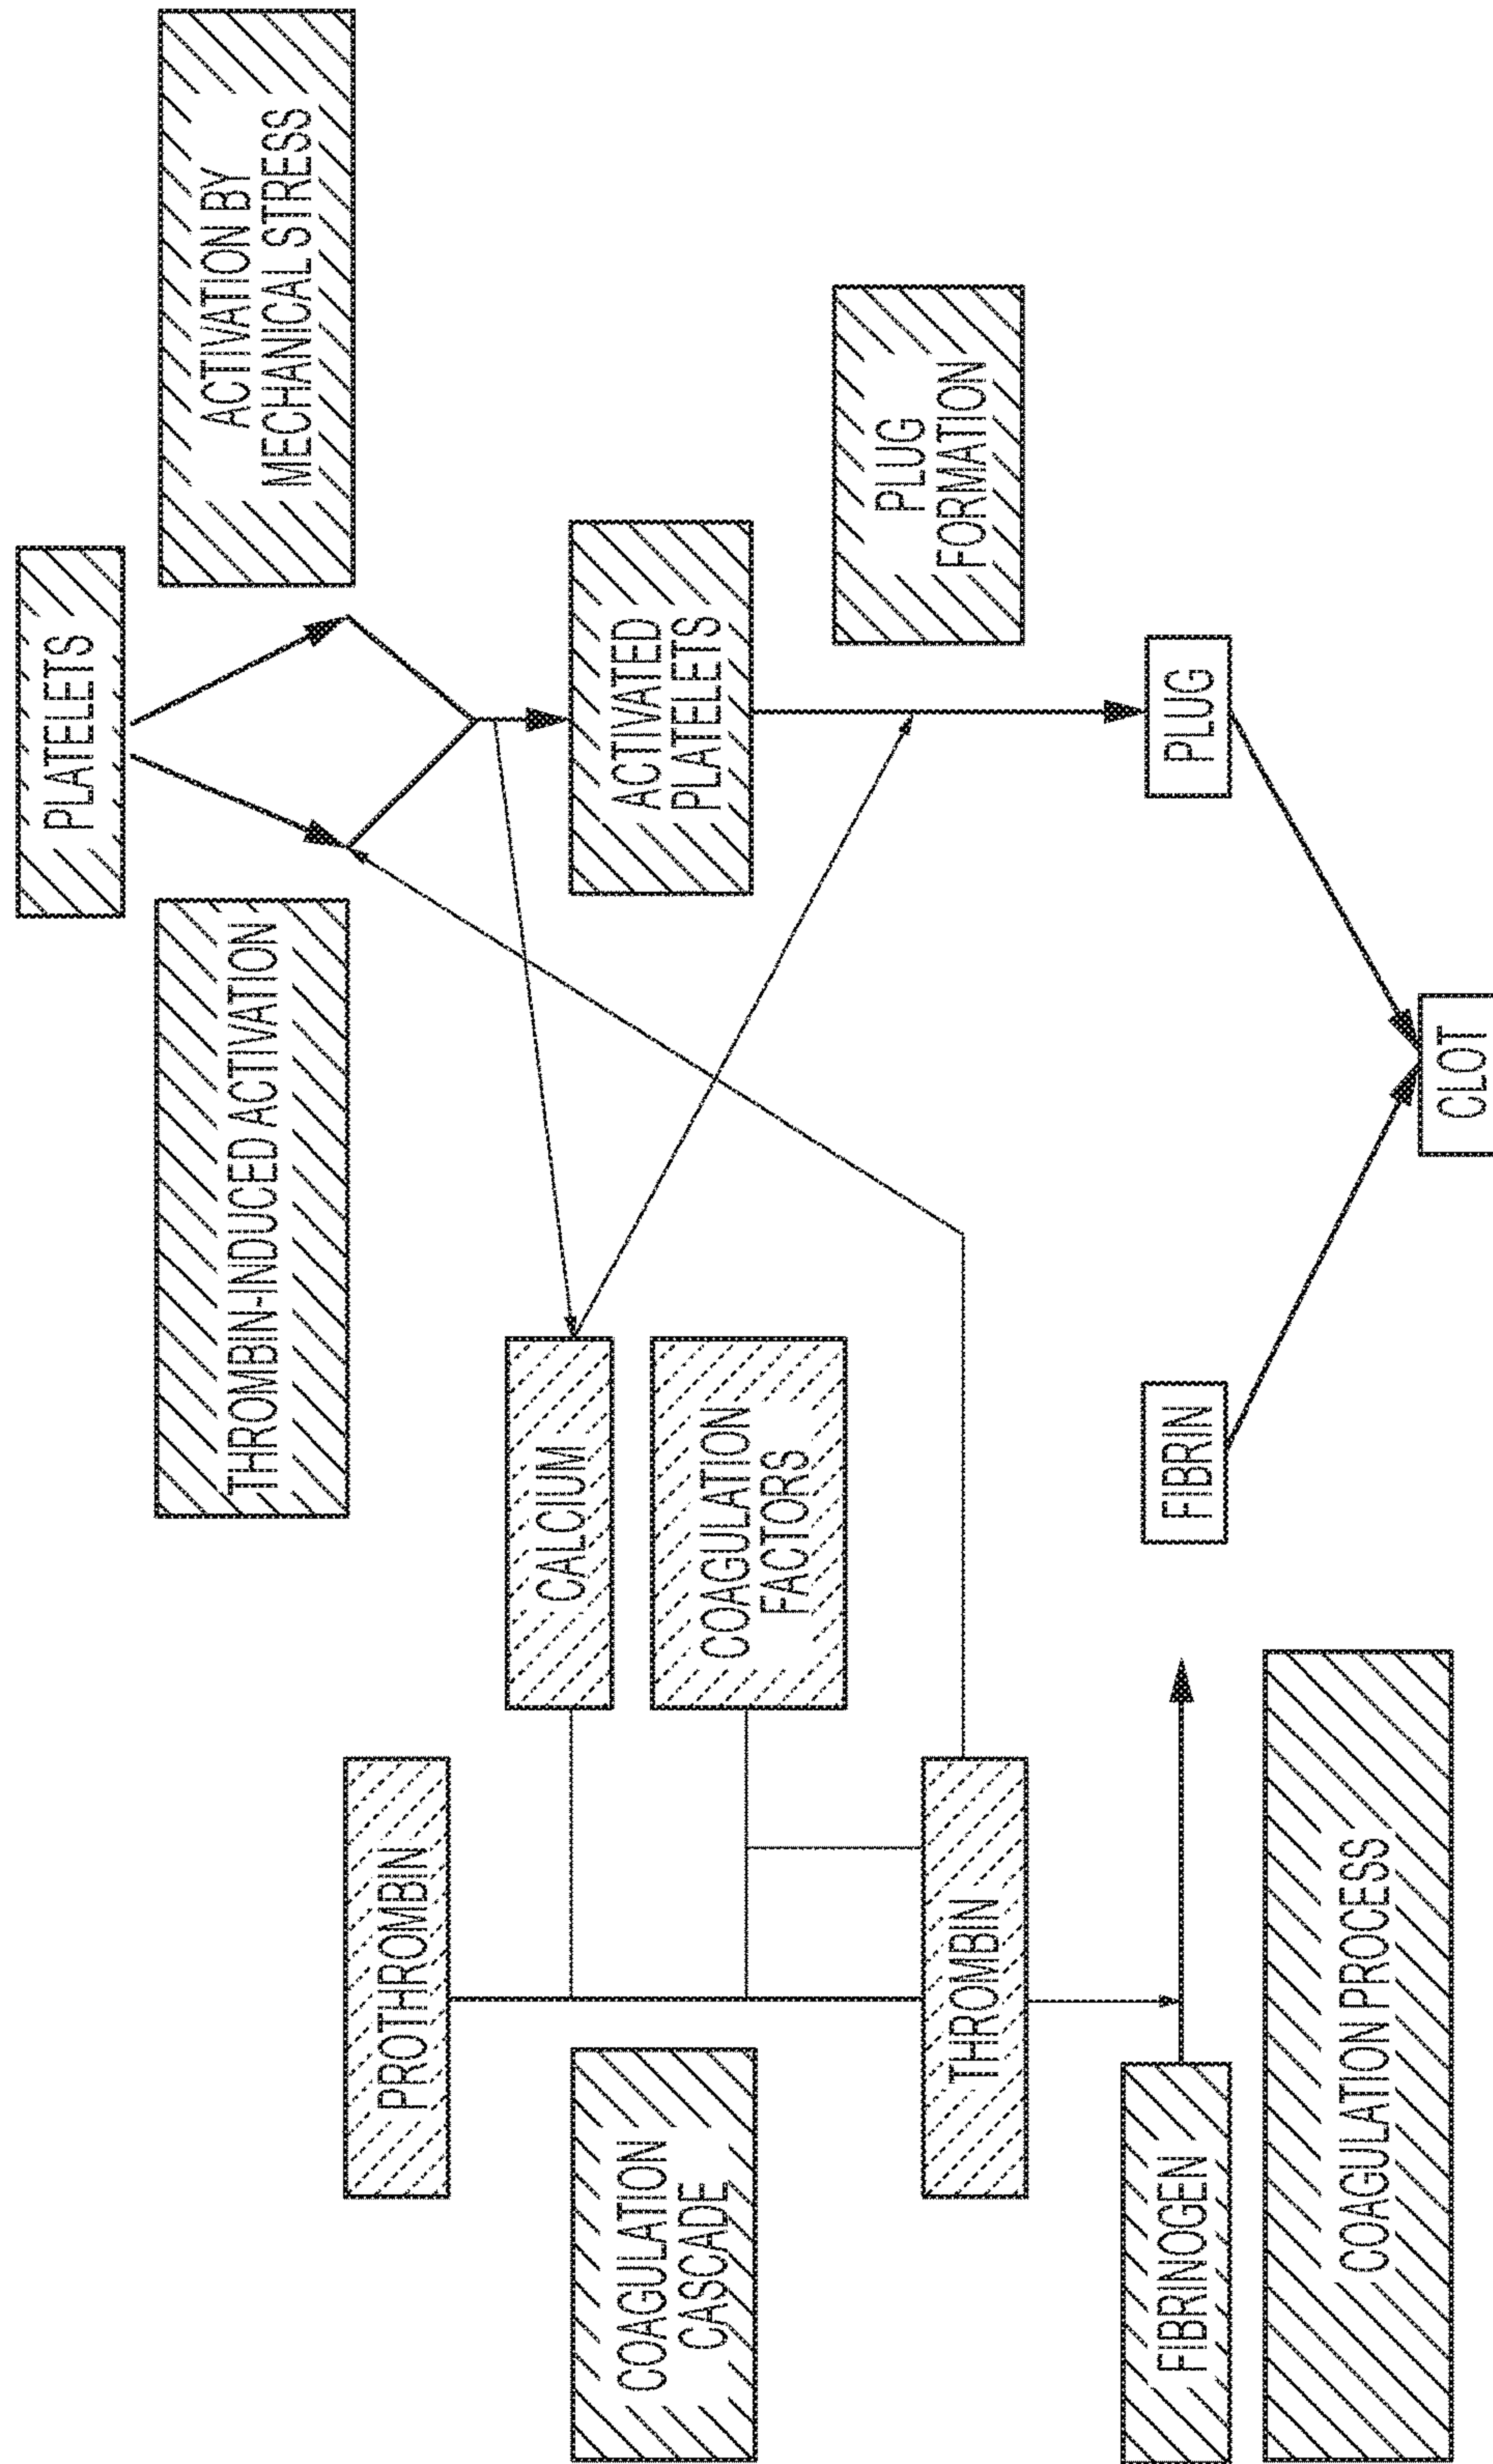 PLATELETS
THROMBIN-INDUCED ACTIVATION
ACTIVATION BY
MECHANICAL STRESS
PROTHROMBIN
CALCIUM
COAGULATION
CASCADE
COAGULATION
FACTORS
ACTIVATED
PLATELETS
THROMBIN
PLUG
FORMATION
FIBRINOGEN
FIBRIN
PLUG
COAGULATION PROCESS
CLOT